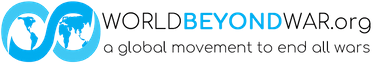 WORLDBEYONDWAR.org
a global movement to end all wars